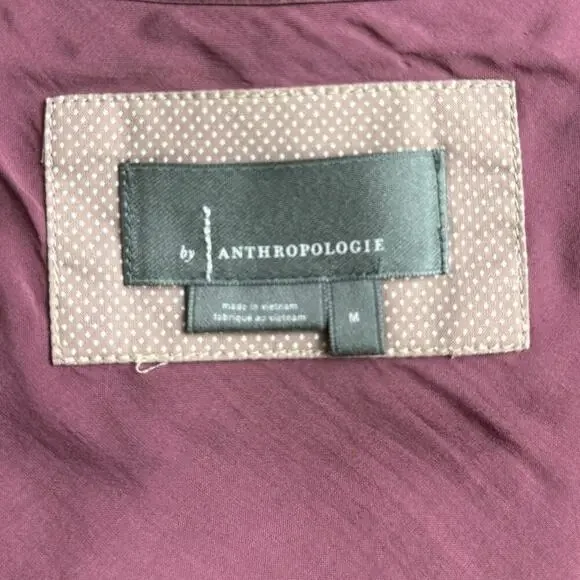 by ANTHROPOLOGIE
made in vietnam
fabriqué au vietnam
M